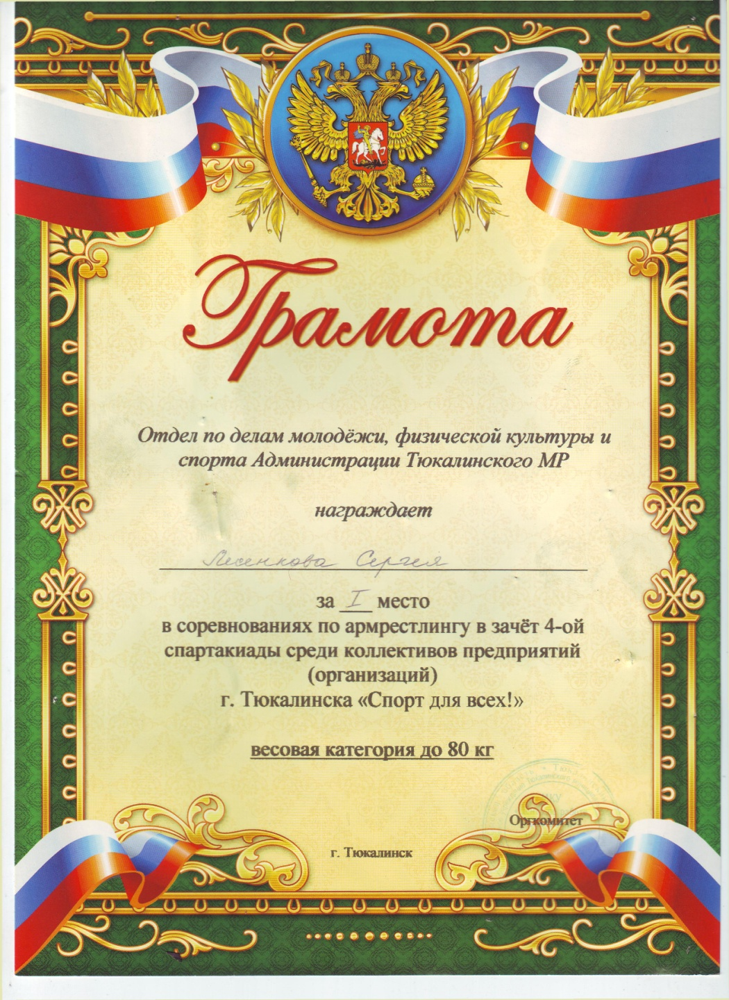 Грамота
Отдел по делам молодёжи, физической культуры и
спорта Администрации Тюкалинского МР
награждает
Сергея
за I место
в соревнованиях по армрестлингу в зачёт 4-ой
спартакиады среди коллективов предприятий
(организаций)
г. Тюкалинска «Спорт для всех!»
весовая категория до 80 кг
Оргкомитет
г. Тюкалинск